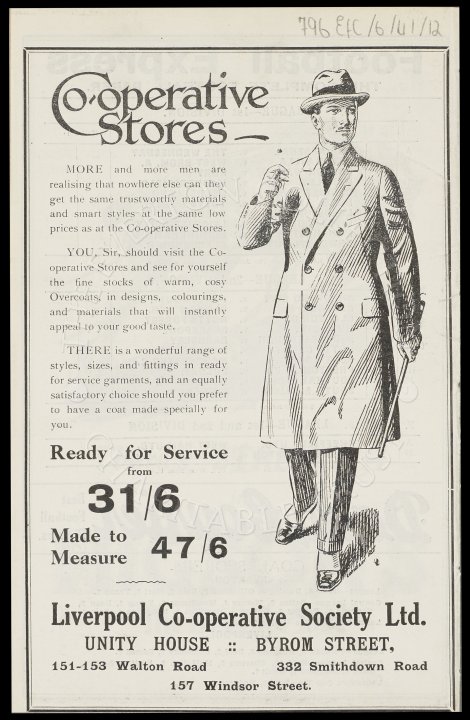 796 EFC/6/41/12
Co-operative
Stores—
MORE and more men are
realising that nowhere else can they
get the same trustworthy materials
and smart styles at the same low
prices as at the Co-operative Stores.
YOU, Sir, should visit the Co-
operative Stores and see for yourself
the fine stocks of warm, cosy
Overcoats, in designs, colourings,
and materials that will instantly
appeal to your good taste.
THERE is a wonderful range of
styles, sizes, and fittings in ready
for service garments, and an equally
satisfactory choice should you prefer
to have a coat made specially for
you.
Ready for Service
from
31/6
Made to
Measure 47/6
Liverpool Co-operative Society Ltd.
UNITY HOUSE :: BYROM STREET,
151-153 Walton Road 332 Smithdown Road
157 Windsor Street.